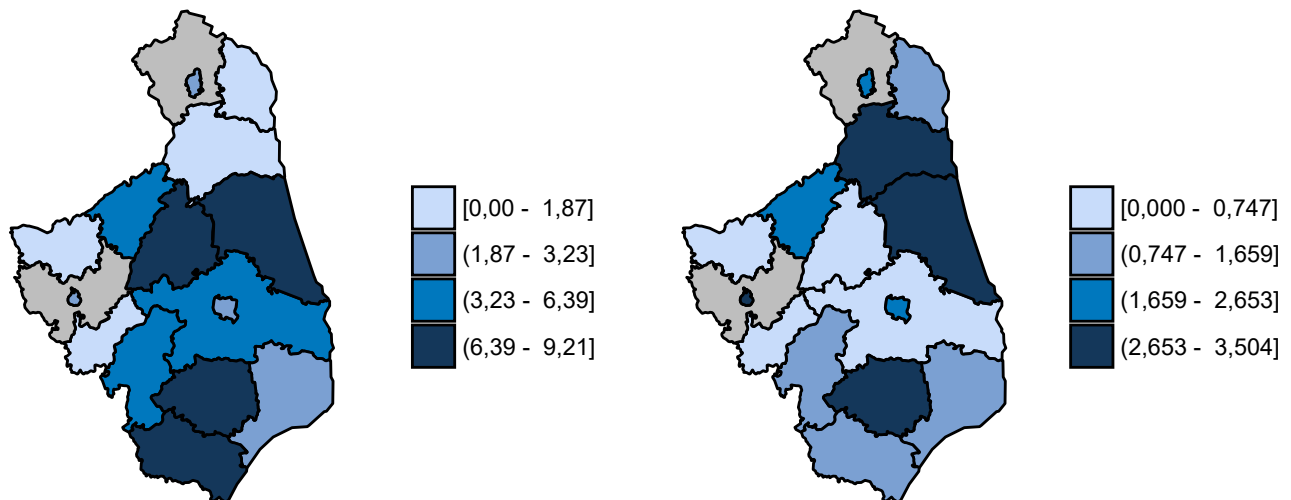 [0,00 - 1,87]
(1,87 - 3,23]
(3,23 - 6,39]
(6,39 - 9,21]
[0,000 - 0,747]
(0,747 - 1,659]
(1,659 - 2,653]
(2,653 - 3,504]